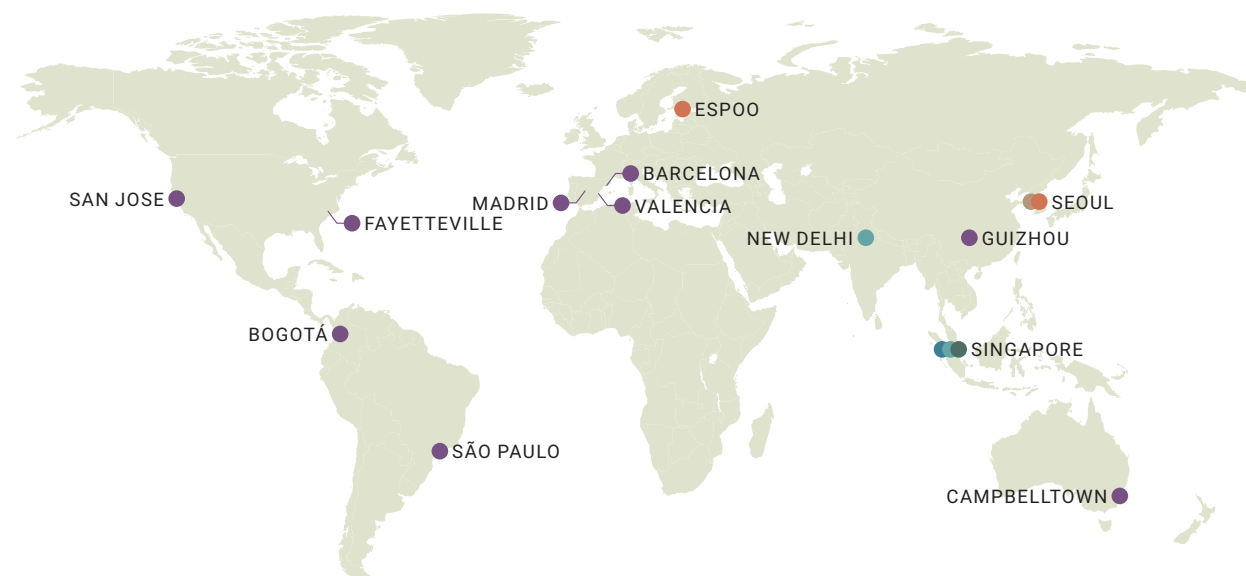 ESPOO
BARCELONA
SAN JOSE
MADRID
VALENCIA
SEOUL
FAYETTEVILLE
NEW DELHI
GUIZHOU
BOGOTÁ
SINGAPORE
SÃO PAULO
CAMPBELLTOWN